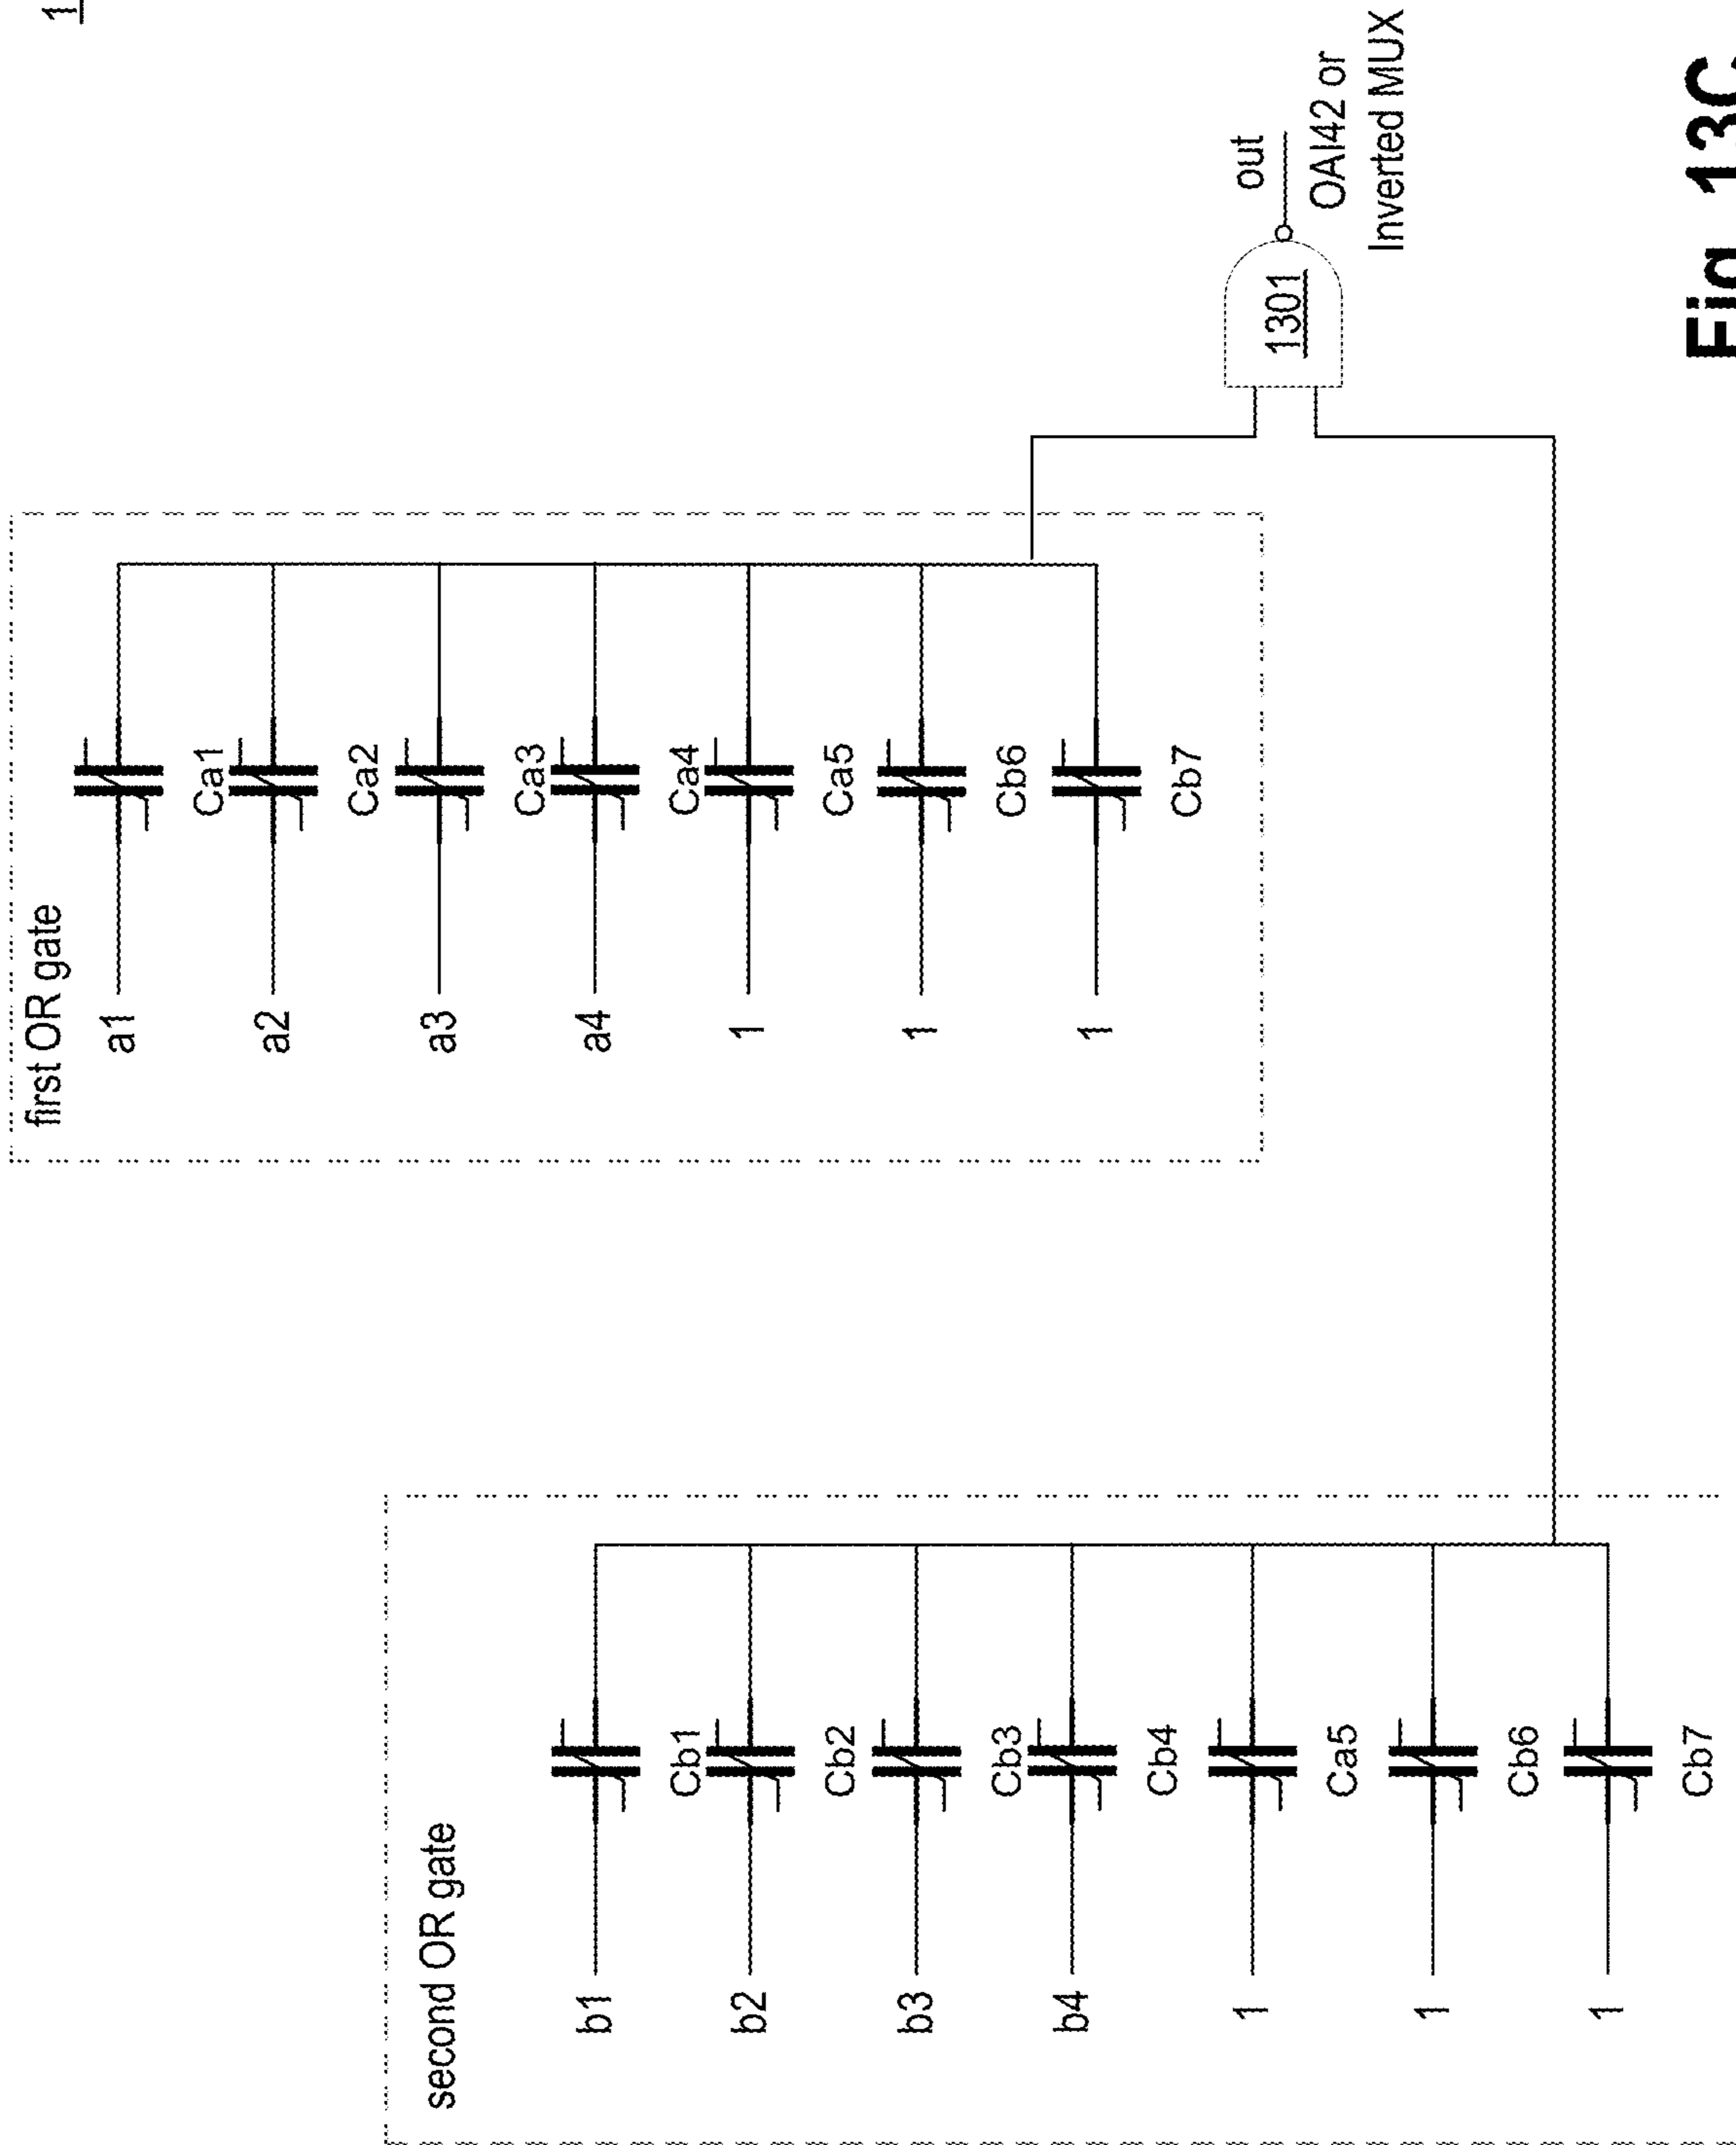 first OR gate
a1
Ca1
a2
Ca2
a3
Ca3
a4
Ca4
1
Ca5
1
Cb6
1
Cb7
second OR gate
b1
Cb1
b2
Cb2
b3
Cb3
b4
Cb4
1
Ca5
1
Cb6
1
Cb7
1301
out
OAI42 or
Inverted MUX
Fig. 13C